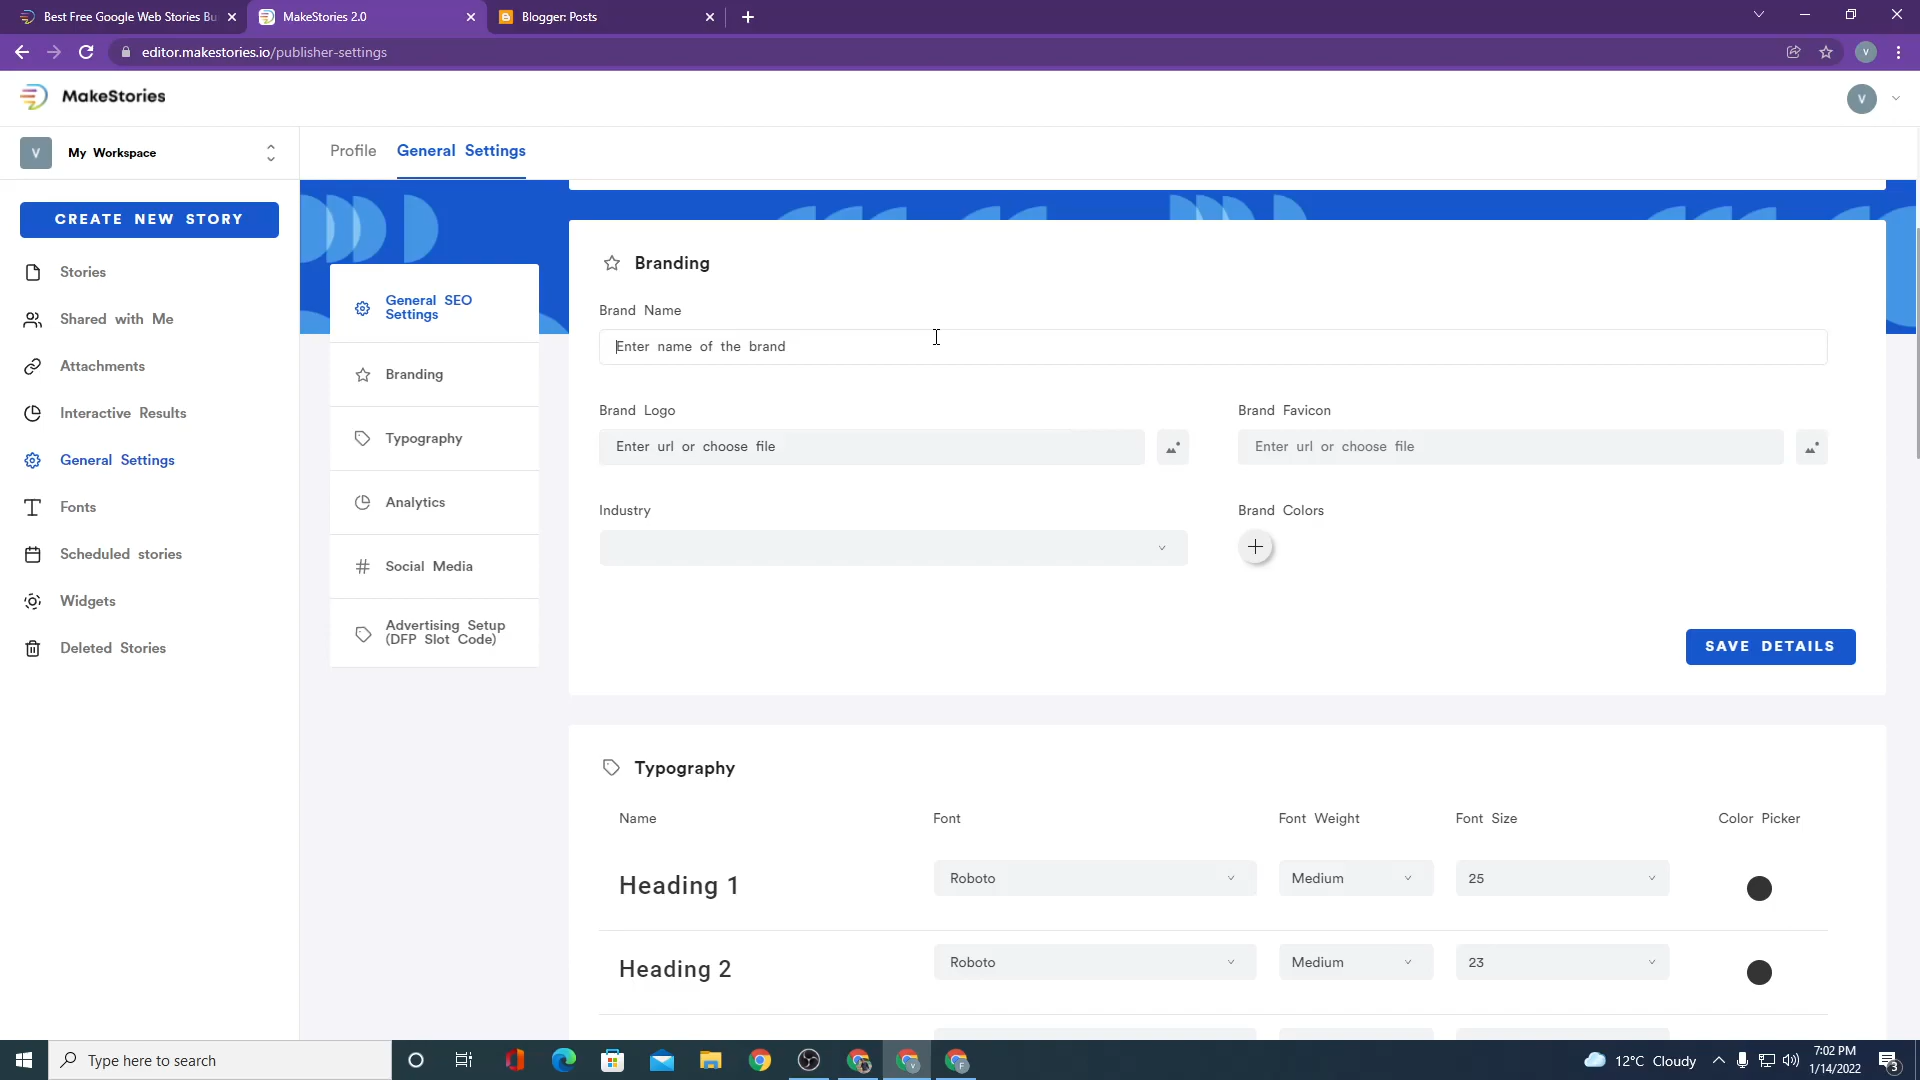 Best Free Google Web Stories Bu
MakeStories 2.0
Blogger: Posts
editor.makestories.io/publisher-settings
V
MakeStories
V
V
My Workspace
Profile
General Settings
CREATE NEW STORY
Stories
Shared with Me
Attachments
Interactive Results
General Settings
Fonts
Scheduled stories
Widgets
Deleted Stories
General SEO
Settings
Branding
Typography
Analytics
Social Media
Advertising Setup
(DFP Slot Code)
Branding
Brand Name
Enter name of the brand
Brand Logo
Brand Favicon
Enter url or choose file
Enter url or choose file
Industry
Brand Colors
SAVE DETAILS
Typography
Name
Font
Font Weight
Font Size
Color Picker
Heading 1
Roboto
Medium
25
Heading 2
Roboto
Medium
23
Type here to search
12°C Cloudy
7:02 PM
1/14/2022
3